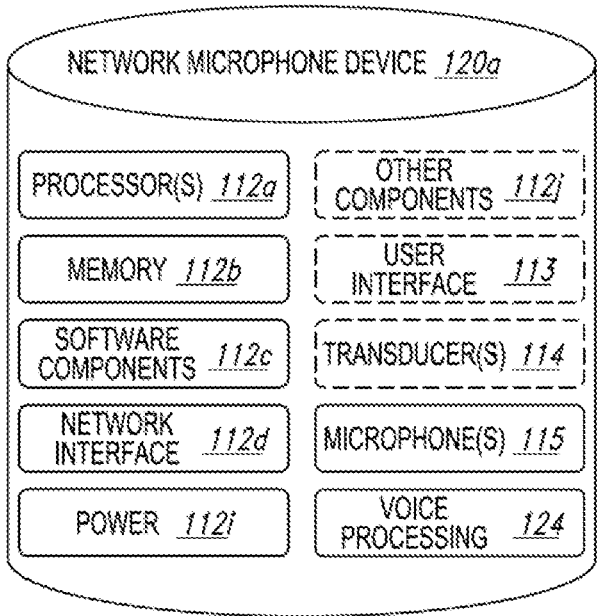 NETWORK MICROPHONE DEVICE 120a
PROCESSOR(S) 112a
MEMORY 112b
SOFTWARE
COMPONENTS 112c
NETWORK
INTERFACE 112d
POWER 112i
OTHER
COMPONENTS 112j
USER
INTERFACE 113
TRANSDUCER(S) 114
MICROPHONE(S) 115
VOICE
PROCESSING 124